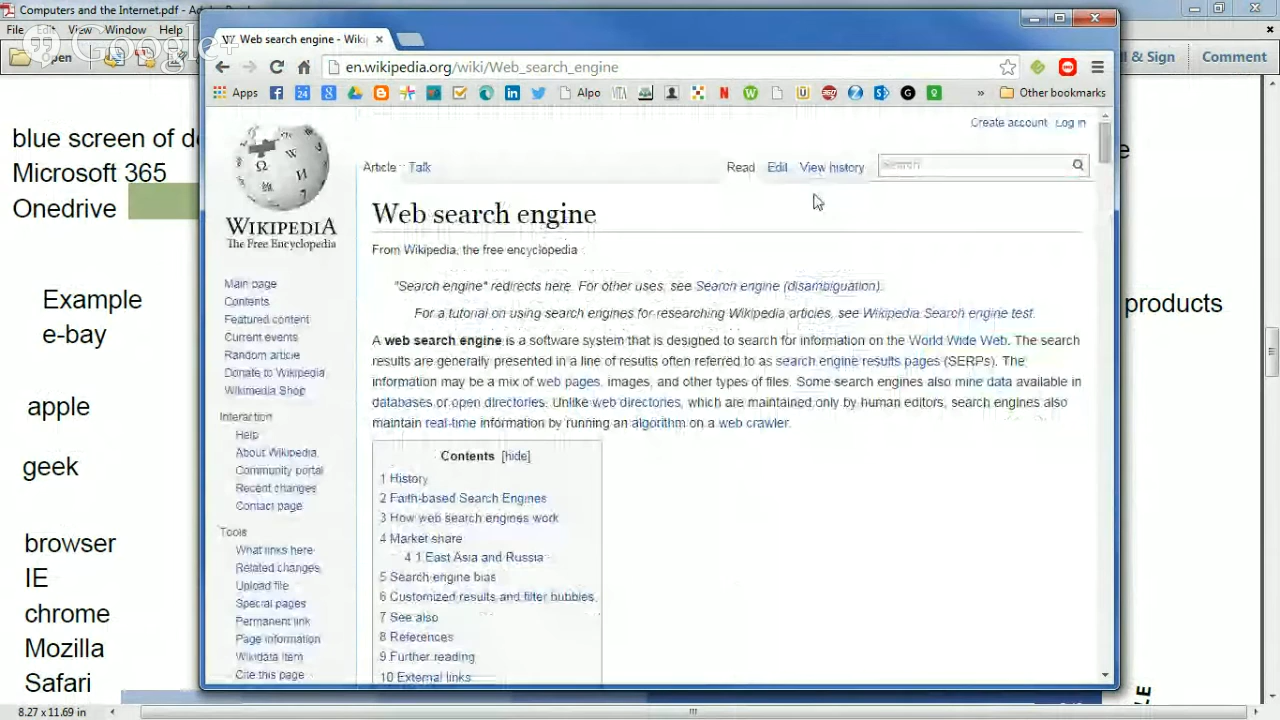 Computers and the Internet.pdf - Ad
File Edit View Window Help
Google+
pen
Sign
Comment
Web search engine - Wiki
en.wikipedia.org/wiki/Web_search_engine
Apps
24
8
Alpo
VITA
»
Other bookmarks
Create account Log in
Article Talk
Read Edit View history
Search
WIKIPEDIA
The Free Encyclopedia
Web search engine
From Wikipedia, the free encyclopedia
"Search engine" redirects here. For other uses, see Search engine (disambiguation).
For a tutorial on using search engines for researching Wikipedia articles, see Wikipedia:Search engine test.
A web search engine is a software system that is designed to search for information on the World Wide Web. The search
results are generally presented in a line of results often referred to as search engine results pages (SERPs). The
information may be a mix of web pages, images, and other types of files. Some search engines also mine data available in
databases or open directories. Unlike web directories, which are maintained only by human editors, search engines also
maintain real-time information by running an algorithm on a web crawler.
Contents [hide]
1 History
2 Faith-based Search Engines
3 How web search engines work
4 Market share
4.1 East Asia and Russia
5 Search engine bias
6 Customized results and filter bubbles
7 See also
8 References
9 Further reading
10 External links
Main page
Contents
Featured content
Current events
Random article
Donate to Wikipedia
Wikimedia Shop
Interaction
Help
About Wikipedia
Community portal
Recent changes
Contact page
Tools
What links here
Related changes
Upload file
Special pages
Permanent link
Page information
Wikidata item
Cite this page
blue screen of de
Microsoft 365
Onedrive
Example
e-bay
apple
geek
browser
IE
chrome
Mozilla
Safari
products
8.27 x 11.69 in